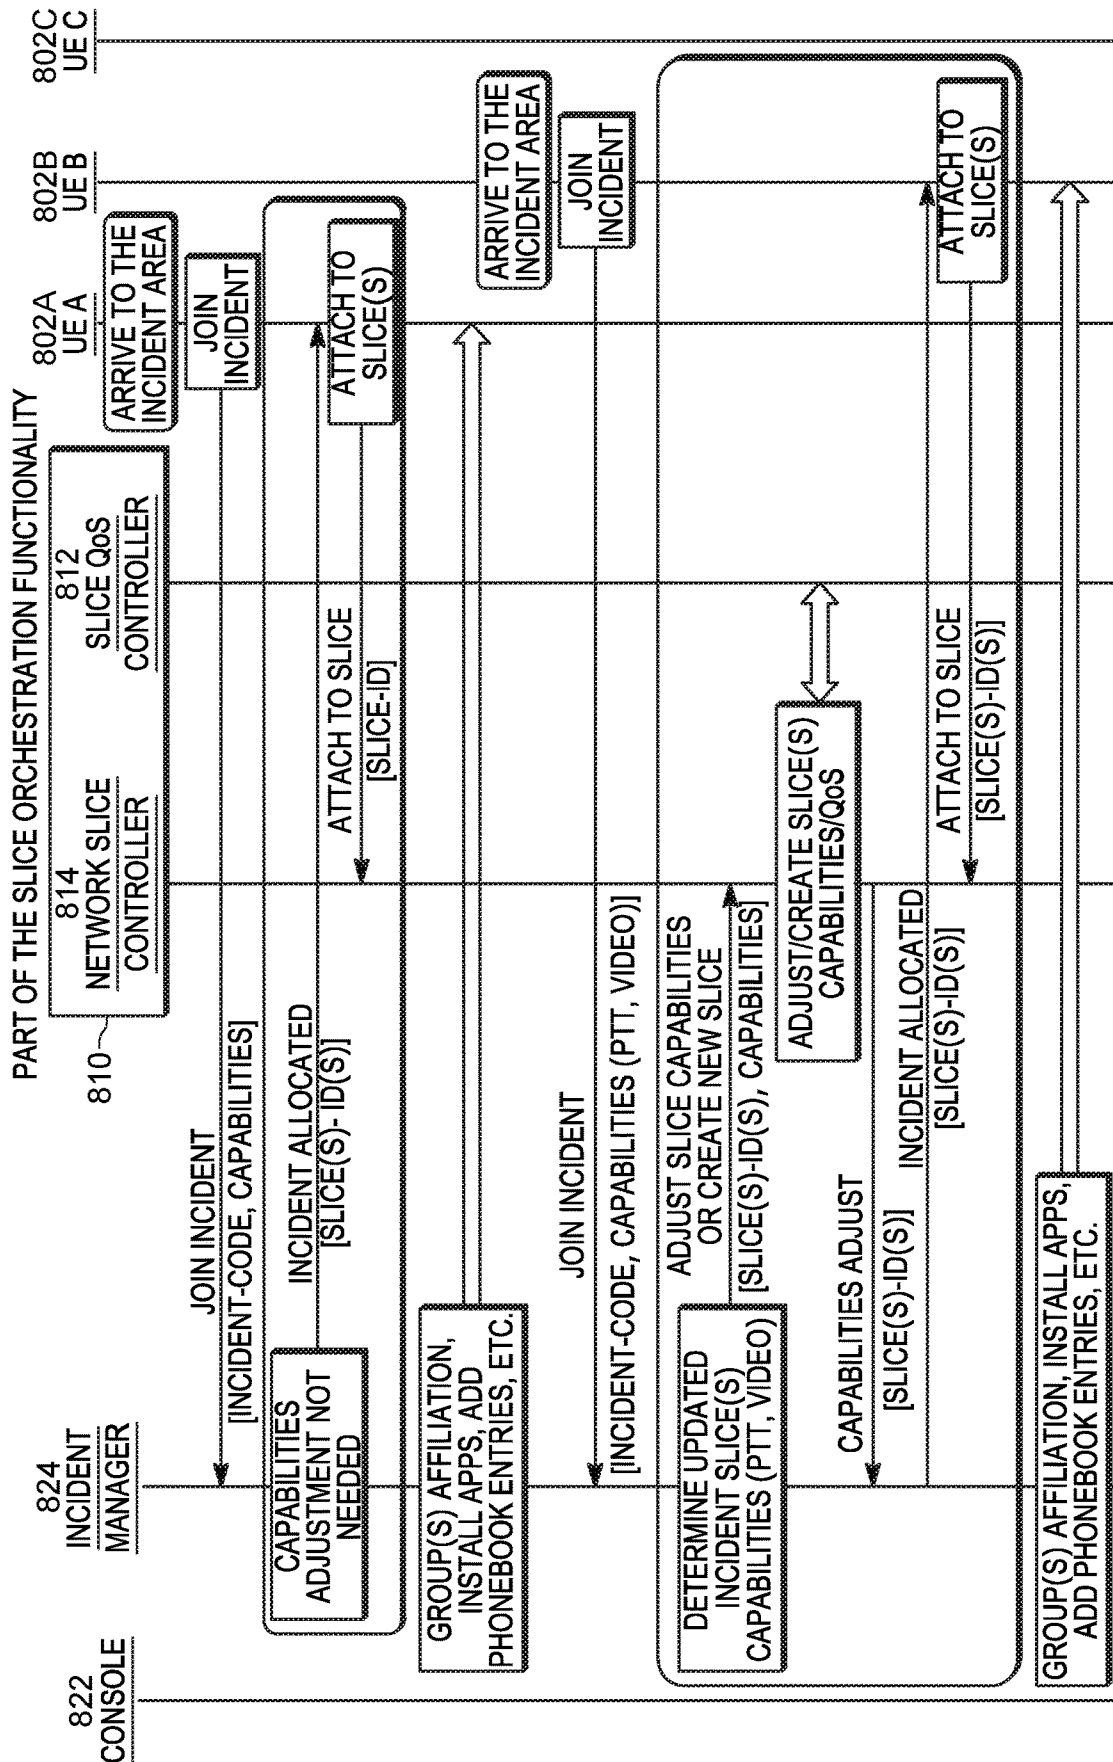 PART OF THE SLICE ORCHESTRATION FUNCTIONALITY
822
CONSOLE
824
INCIDENT
MANAGER
810
814
NETWORK SLICE
CONTROLLER
812
SLICE QoS
CONTROLLER
802A
UE A
802B
UE B
802C
UE C
ARRIVE TO THE
INCIDENT AREA
JOIN
INCIDENT
JOIN INCIDENT
[INCIDENT-CODE, CAPABILITIES]
CAPABILITIES
ADJUSTMENT NOT
NEEDED
INCIDENT ALLOCATED
[SLICE(S)- ID(S)]
ATTACH TO
SLICE(S)
ATTACH TO SLICE
[SLICE-ID]
GROUP(S) AFFILIATION,
INSTALL APPS, ADD
PHONEBOOK ENTRIES, ETC.
ARRIVE TO THE
INCIDENT AREA
JOIN
INCIDENT
JOIN INCIDENT
[INCIDENT-CODE, CAPABILITIES (PTT, VIDEO)]
DETERMINE UPDATED
INCIDENT SLICE(S)
CAPABILITIES (PTT, VIDEO)
ADJUST SLICE CAPABILITIES
OR CREATE NEW SLICE
[SLICE(S)-ID(S), CAPABILITIES]
ADJUST/CREATE SLICE(S)
CAPABILITIES/QoS
CAPABILITIES ADJUST
[SLICE(S)-ID(S)]
INCIDENT ALLOCATED
[SLICE(S)-ID(S)]
ATTACH TO
SLICE(S)
ATTACH TO SLICE
[SLICE(S)-ID(S)]
GROUP(S) AFFILIATION, INSTALL APPS,
ADD PHONEBOOK ENTRIES, ETC.